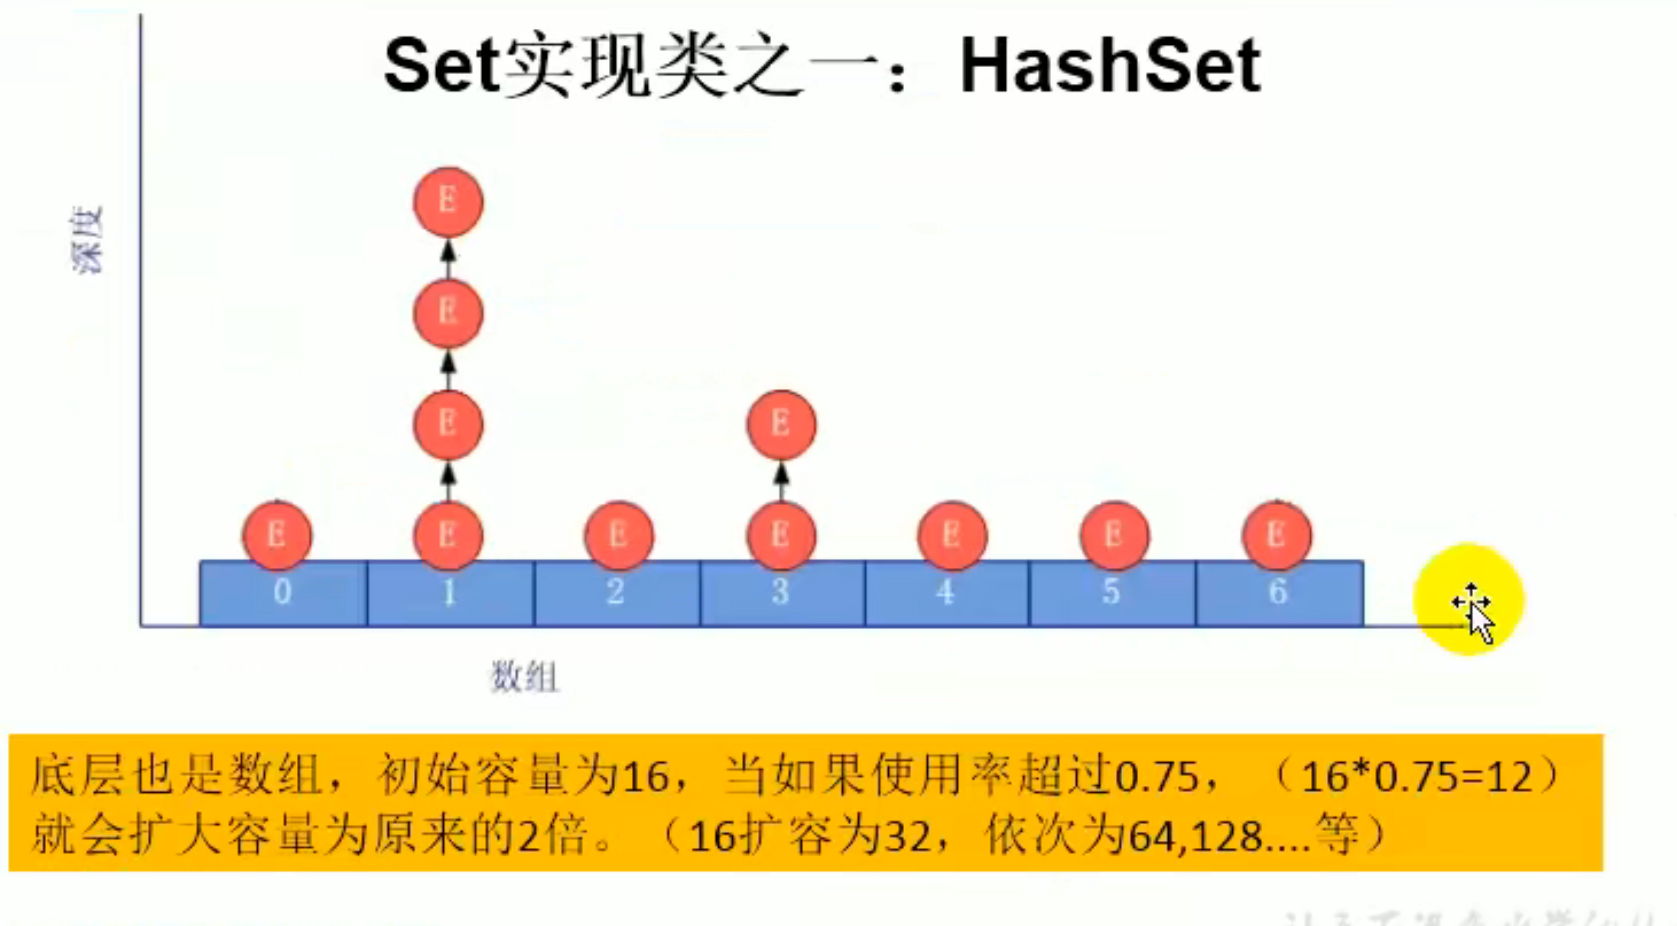 Set实现类之一：HashSet
深度
E
E
E
E
E
E
E
E
E
E
E
0 1 2 3 4 5 6
数组
底层也是数组，初始容量为16，当如果使用率超过0.75，（16*0.75=12）
就会扩大容量为原来的2倍。（16扩容为32，依次为64,128....等）